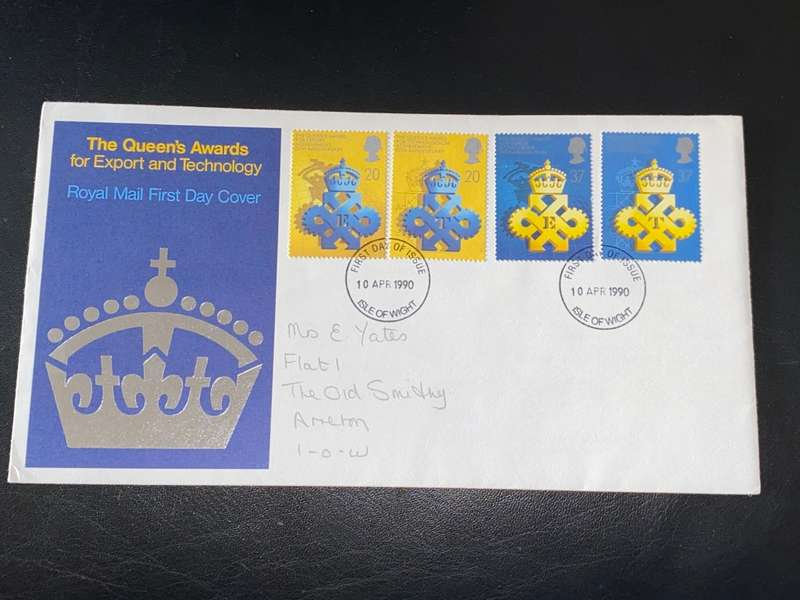 The Queen's Awards
for Export and Technology
Royal Mail First Day Cover
20
20
37
37
E
T
E
T
FIRST DAY OF ISSUE
10 APR 1990
ISLE OF WIGHT
FIRST DAY OF ISSUE
10 APR 1990
ISLE OF WIGHT
Ms E. Yates
Flat 1
The Old Smithy
Arreton
I-O-W